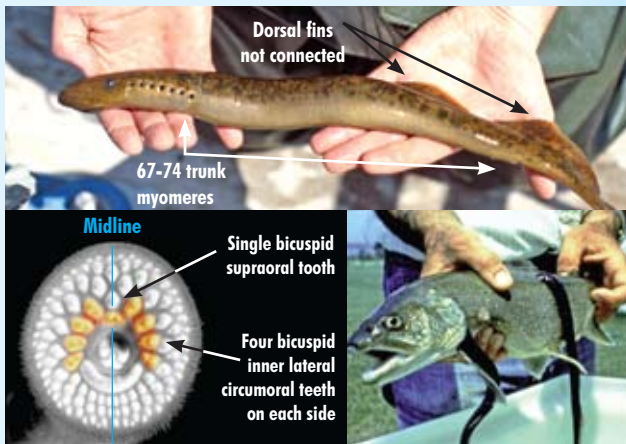 Dorsal fins
not connected
67-74 trunk
myomeres
Midline
Single bicuspid
supraoral tooth
Four bicuspid
inner lateral
circumoral teeth
on each side